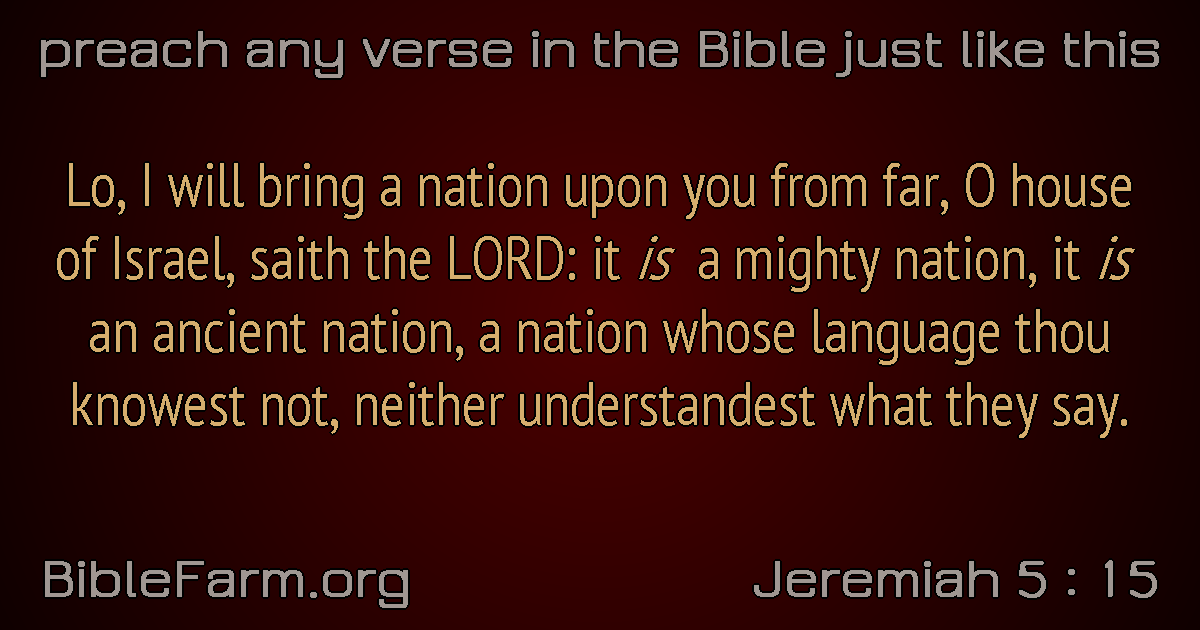 preach any verse in the Bible just like this
Lo, I will bring a nation upon you from far, O house
of Israel, saith the LORD: it is a mighty nation, it is
an ancient nation, a nation whose language thou
knowest not, neither understandest what they say.
BibleFarm.org
Jeremiah 5 : 15